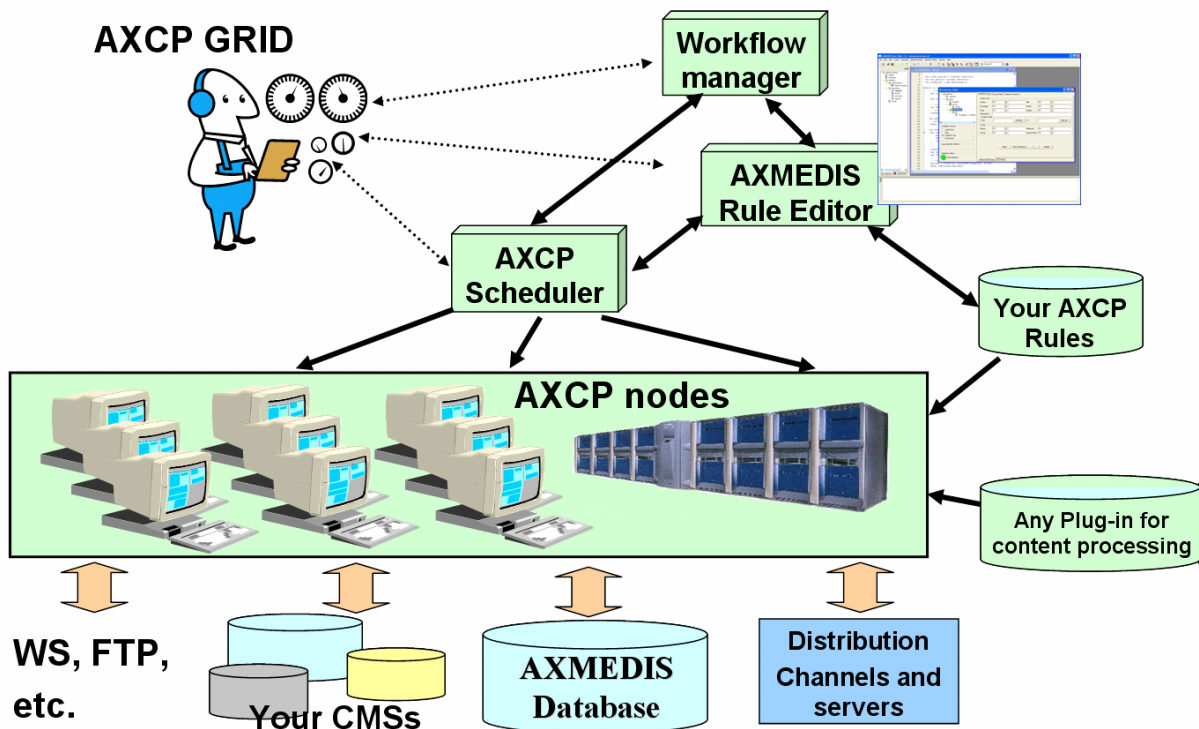 AXCP GRID
Workflow
manager
AXMEDIS
Rule Editor
AXCP
Scheduler
Your AXCP
Rules
AXCP nodes
Any Plug-in for
content processing
WS, FTP,
etc.
Your CMSs
AXMEDIS
Database
Distribution
Channels and
servers